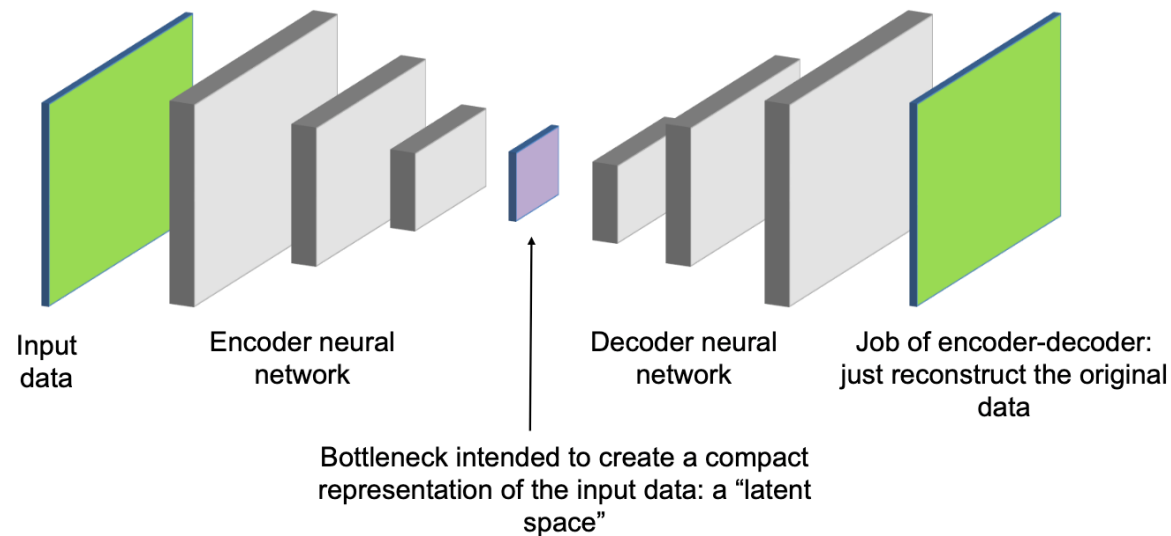 Input
data
Encoder neural
network
Decoder neural
network
Job of encoder-decoder:
just reconstruct the original
data
Bottleneck intended to create a compact
representation of the input data: a “latent
space”